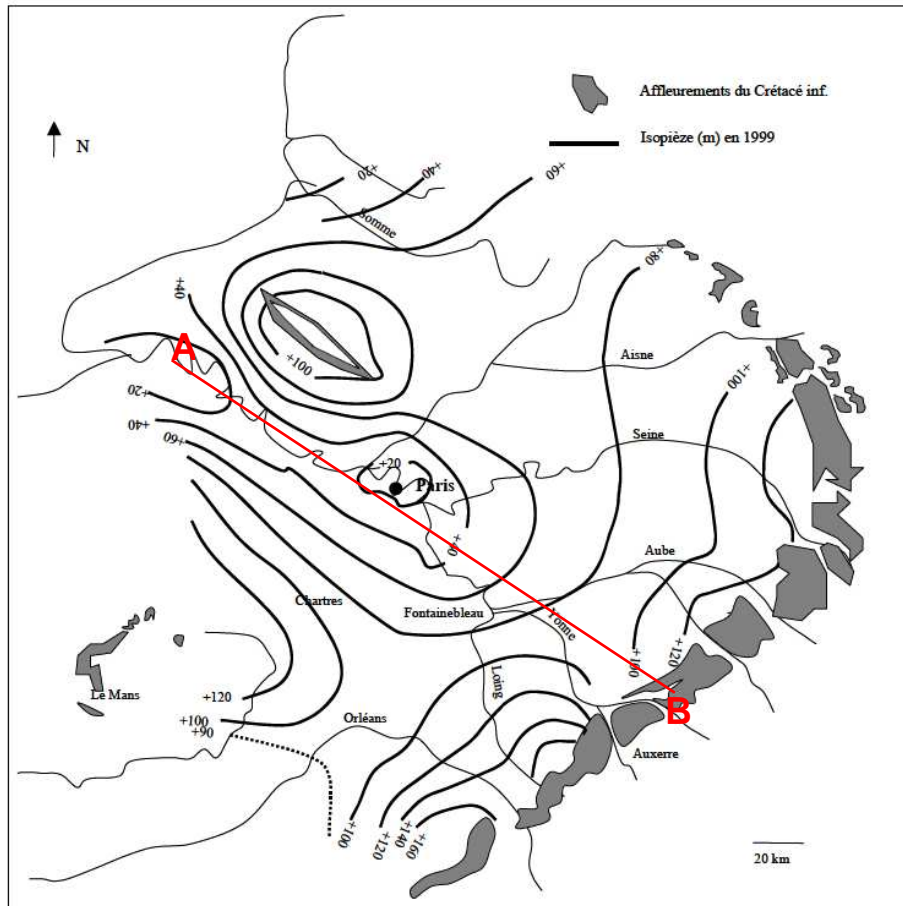 Affleurements du Crétacé inf.
Isopièze (m) en 1999
N
+20
+40
+60
Somme
+80
+40
A
+100
Aisne
+100
+20
+40
+60
Seine
+20
Paris
+40
Aube
Chartres
Fontainebleau
Yonne
+100
+120
Loing
Le Mans
+120
B
+100
+90
Orléans
Auxerre
+100
+120
+140
+160
20 km